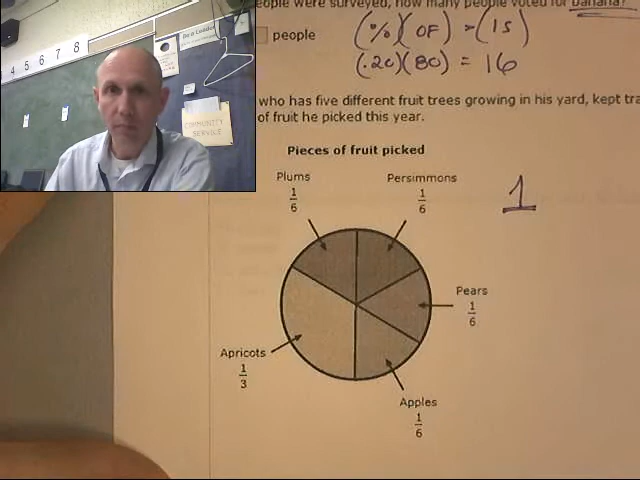 people were surveyed, how many people voted for banana?
people
(%)(OF) = (IS)
(.20)(80) = 16
who has five different fruit trees growing in his yard, kept
of fruit he picked this year.
Pieces of fruit picked
Plums
1/6
Persimmons
1/6
1
Pears
1/6
Apricots
1/3
Apples
1/6
4 5 6 7 8
Be a Leader
COMMUNITY
SERVICE